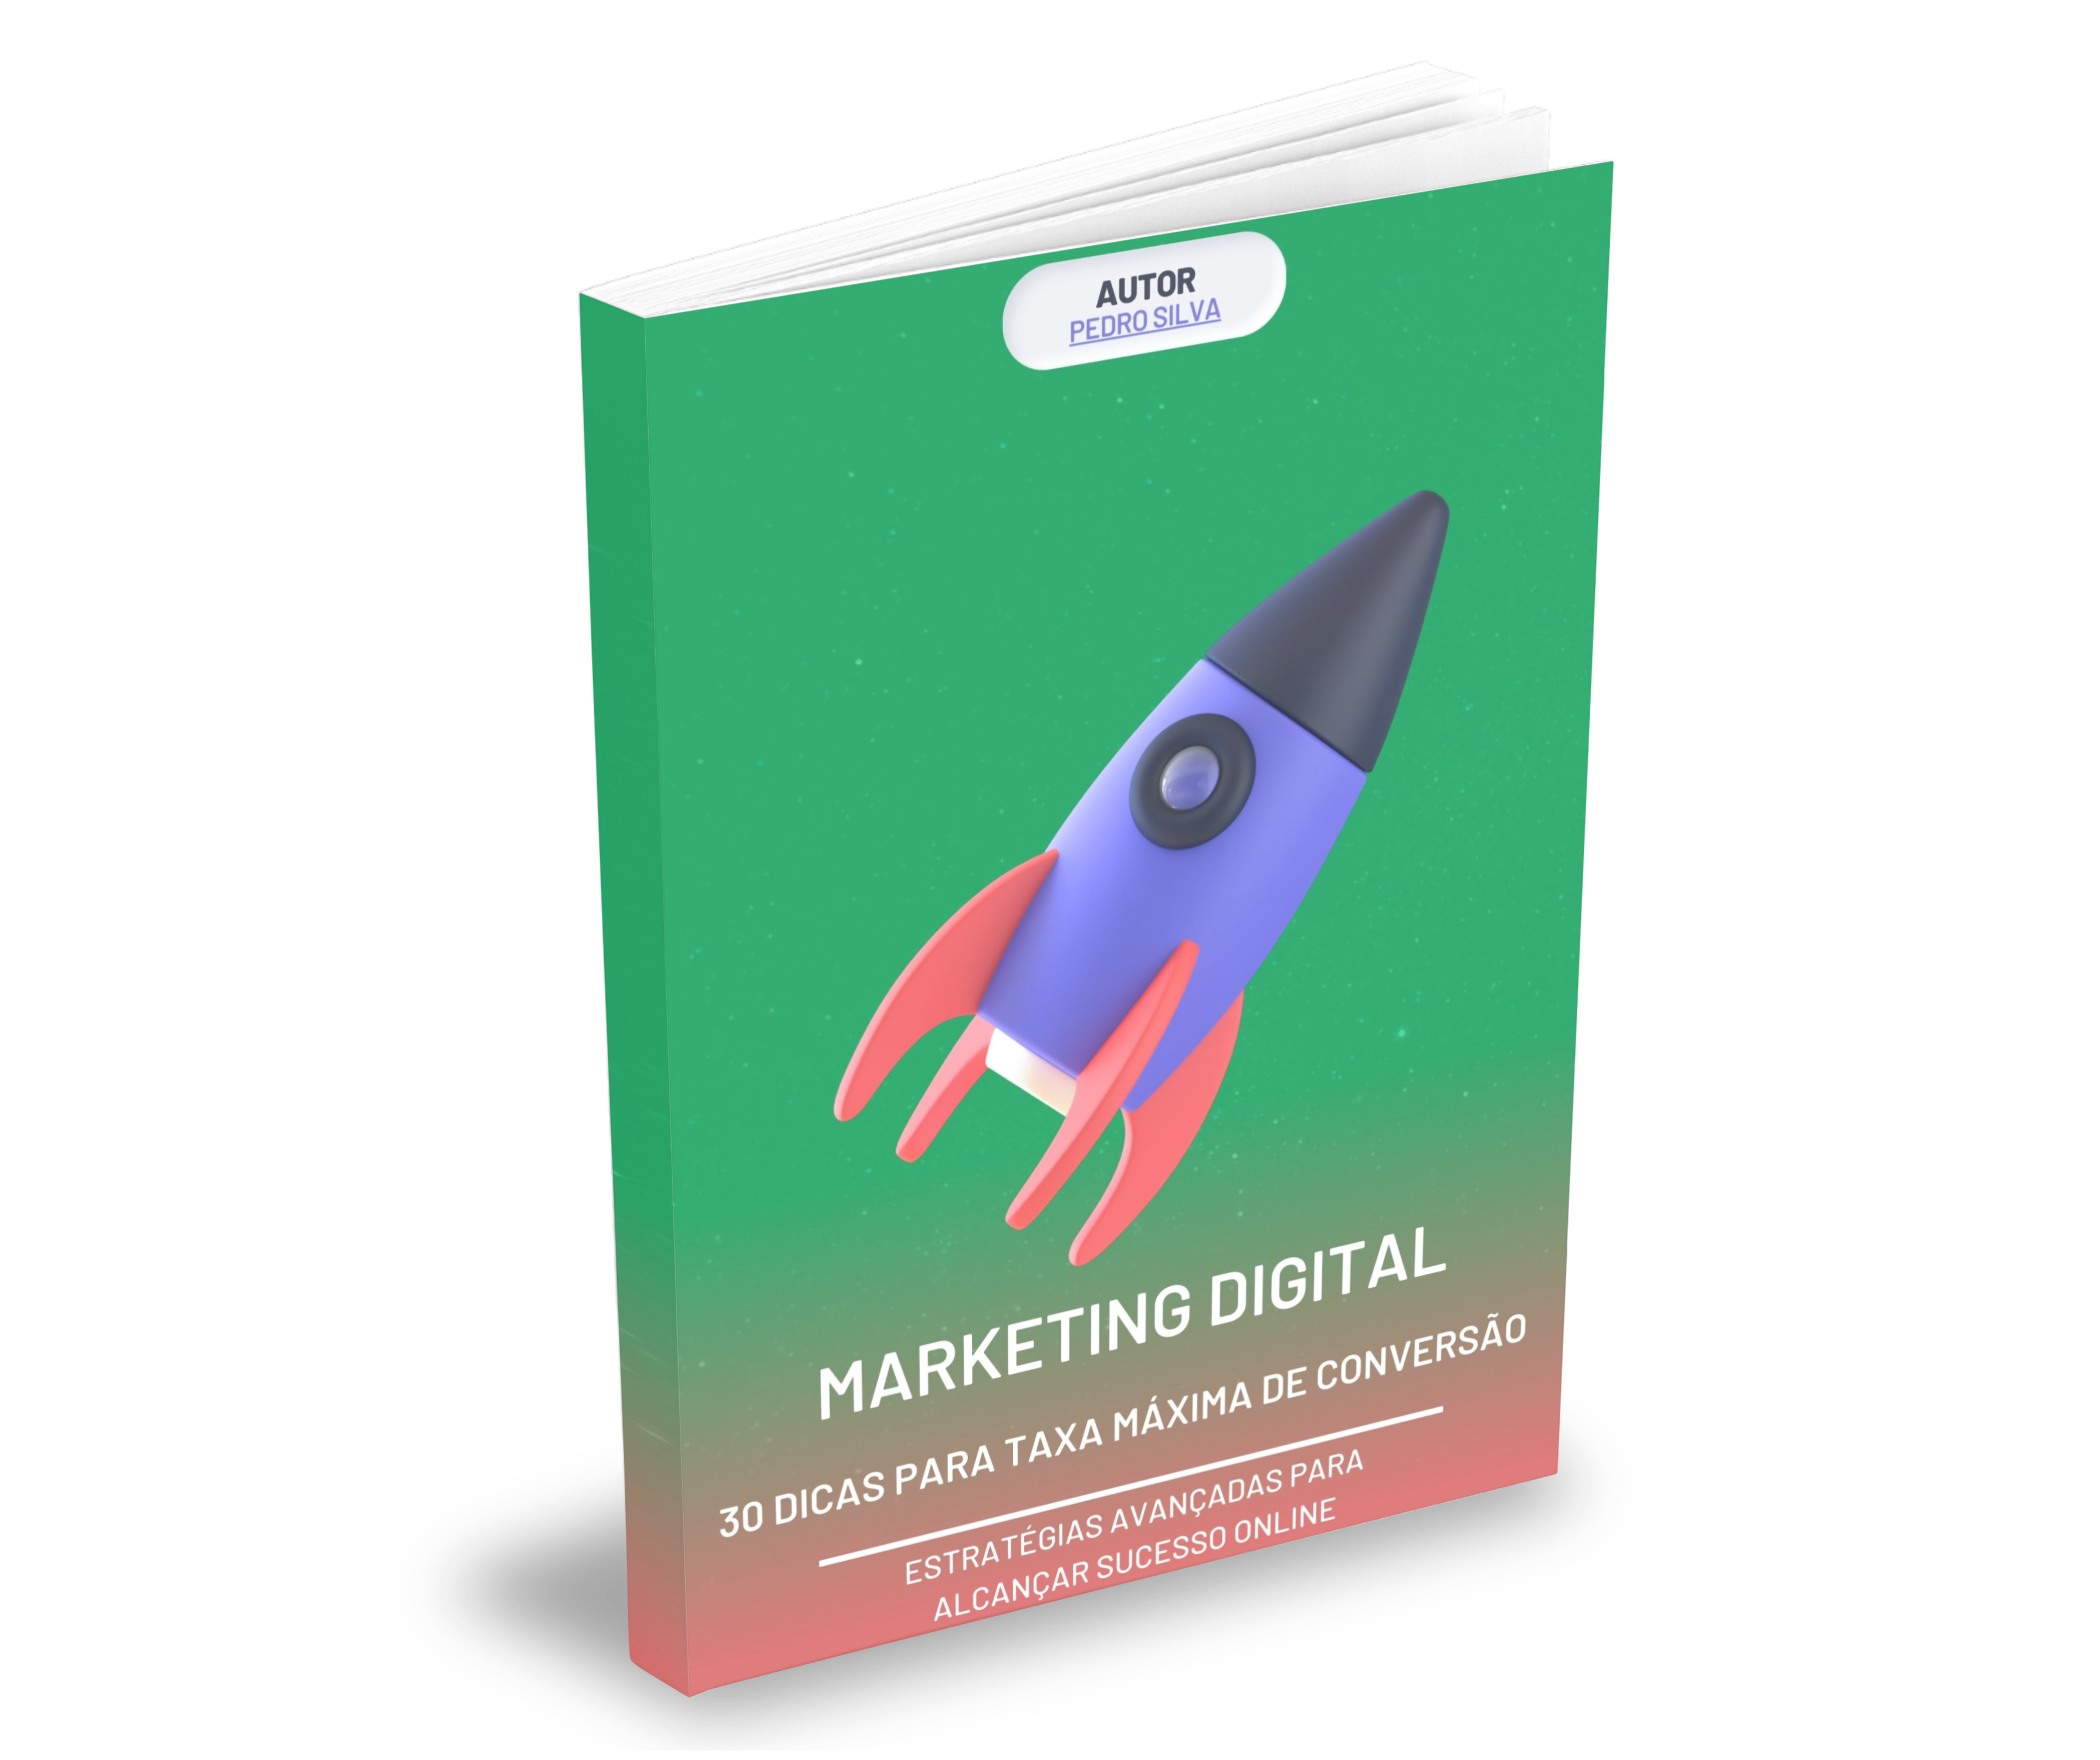 AUTOR
PEDRO SILVA
MARKETING DIGITAL
30 DICAS PARA TAXA MÁXIMA DE CONVERSÃO
ESTRATÉGIAS AVANÇADAS PARA
ALCANÇAR SUCESSO ONLINE